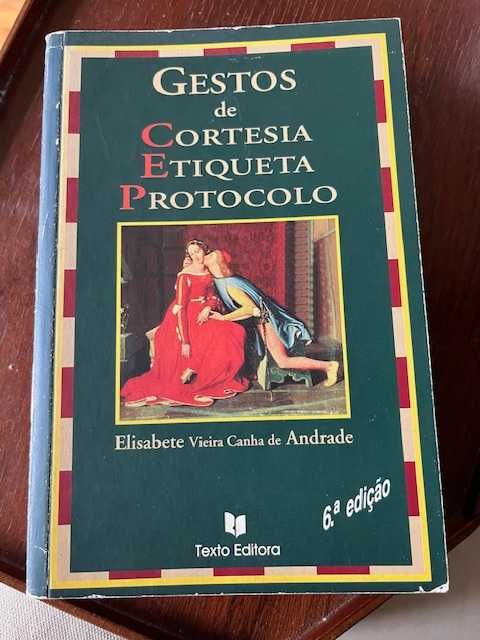 GESTOS
de
CORTESIA
ETIQUETA
PROTOCOLO
Elisabete Vieira Canha de Andrade
6.ª edição
Texto Editora